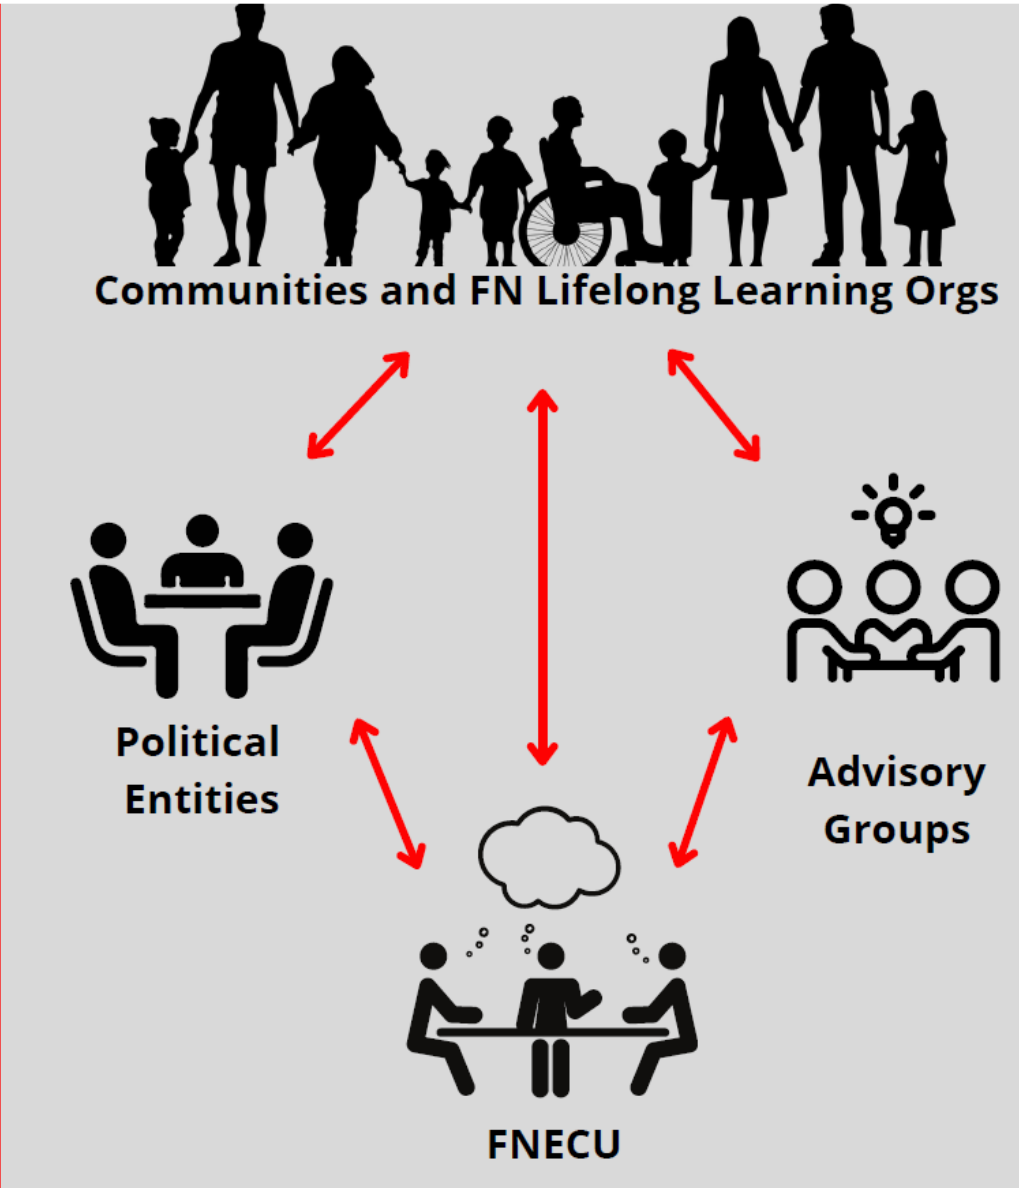 Communities and FN Lifelong Learning Orgs
Political
Entities
Advisory
Groups
FNECU